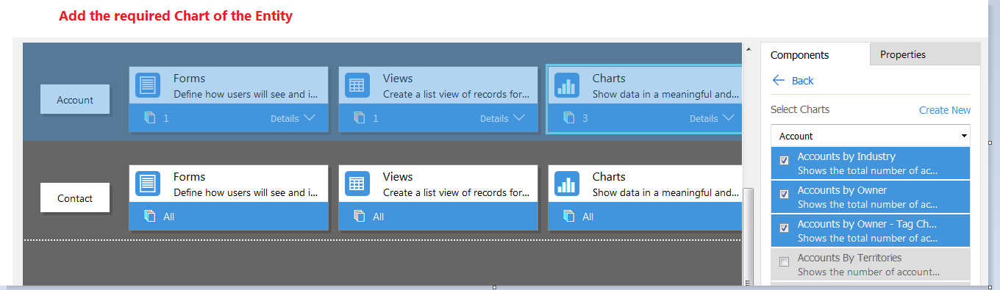 Add the required Chart of the Entity
Account
Forms
Define how users will see and i...
1
Details
Views
Create a list view of records for...
1
Details
Charts
Show data in a meaningful and...
3
Details
Contact
Forms
Define how users will see and i...
All
Views
Create a list view of records for...
All
Charts
Show data in a meaningful and...
All
Components
Properties
Back
Select Charts
Create New
Account
Accounts by Industry
Shows the total number of ac...
Accounts by Owner
Shows the total number of ac...
Accounts by Owner - Tag Ch...
Shows the total number of ac...
Accounts By Territories
Shows the number of account...